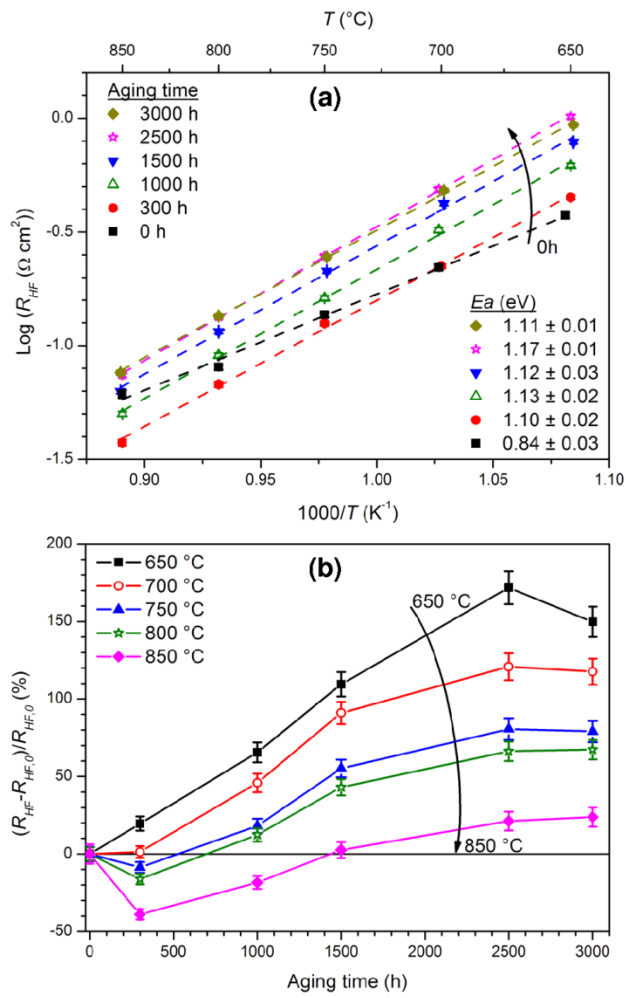 T (°C)
850 800 750 700 650
Aging time
(a)
3000 h
2500 h
1500 h
1000 h
300 h
0 h
0h
Ea (eV)
1.11 ± 0.01
1.17 ± 0.01
1.12 ± 0.03
1.13 ± 0.02
1.10 ± 0.02
0.84 ± 0.03
Log (R_HF (Ω cm²))
0.0
-0.5
-1.0
-1.5
0.90 0.95 1.00 1.05 1.10
1000/T (K⁻¹)
(b)
650 °C
700 °C
750 °C
800 °C
850 °C
650 °C
850 °C
(R_HF-R_HF,0)/R_HF,0 (%)
200
150
100
50
0
-50
0 500 1000 1500 2000 2500 3000
Aging time (h)